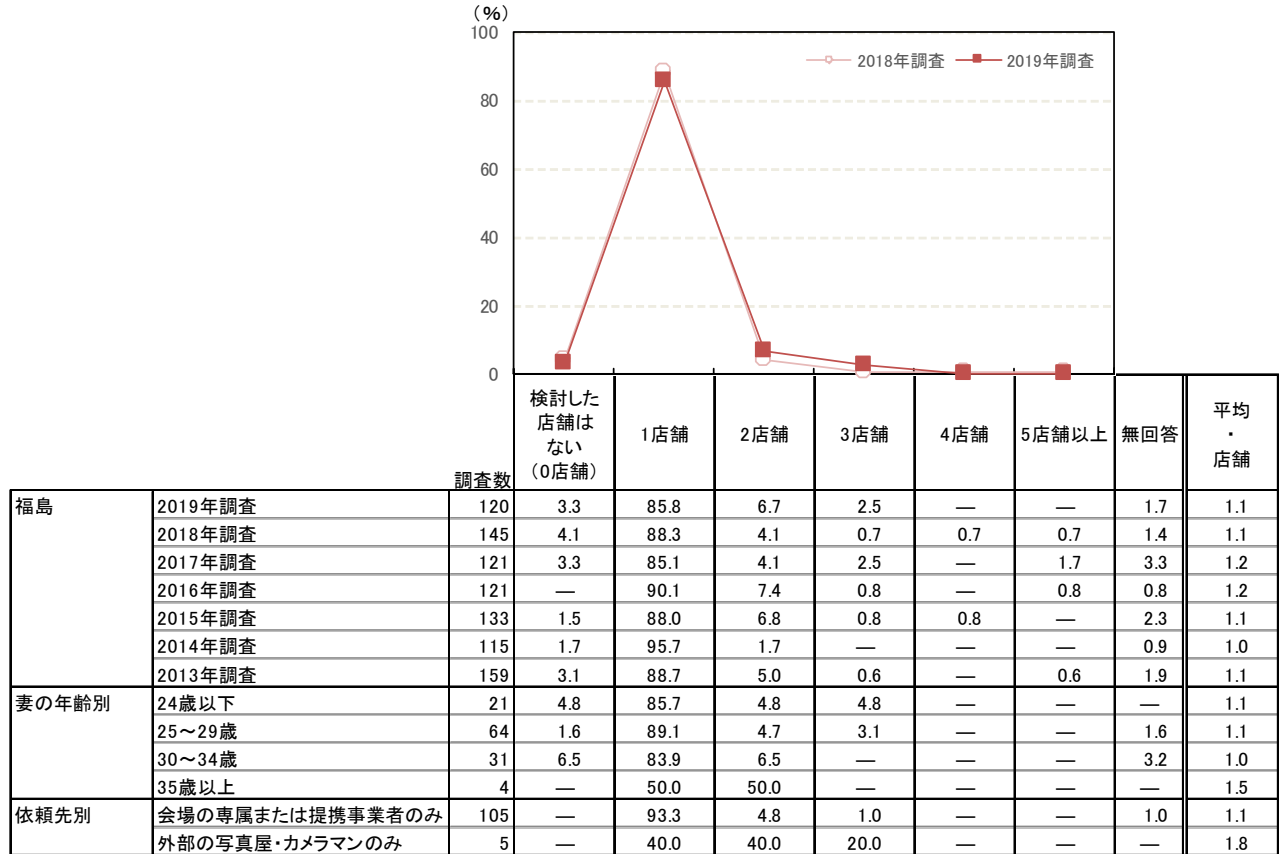 （%）
100
80
60
40
20
0
2018年調査 2019年調査
調査数 検討した店舗はない（0店舗） 1店舗 2店舗 3店舗 4店舗 5店舗以上 無回答 平均・店舗
福島 2019年調査 120 3.3 85.8 6.7 2.5 ― ― 1.7 1.1
2018年調査 145 4.1 88.3 4.1 0.7 0.7 0.7 1.4 1.1
2017年調査 121 3.3 85.1 4.1 2.5 ― 1.7 3.3 1.2
2016年調査 121 ― 90.1 7.4 0.8 ― 0.8 0.8 1.2
2015年調査 133 1.5 88.0 6.8 0.8 0.8 ― 2.3 1.1
2014年調査 115 1.7 95.7 1.7 ― ― ― 0.9 1.0
2013年調査 159 3.1 88.7 5.0 0.6 ― 0.6 1.9 1.1
妻の年齢別 24歳以下 21 4.8 85.7 4.8 4.8 ― ― ― 1.1
25～29歳 64 1.6 89.1 4.7 3.1 ― ― 1.6 1.1
30～34歳 31 6.5 83.9 6.5 ― ― ― 3.2 1.0
35歳以上 4 ― 50.0 50.0 ― ― ― ― 1.5
依頼先別 会場の専属または提携事業者のみ 105 ― 93.3 4.8 1.0 ― ― 1.0 1.1
外部の写真屋・カメラマンのみ 5 ― 40.0 40.0 20.0 ― ― ― 1.8